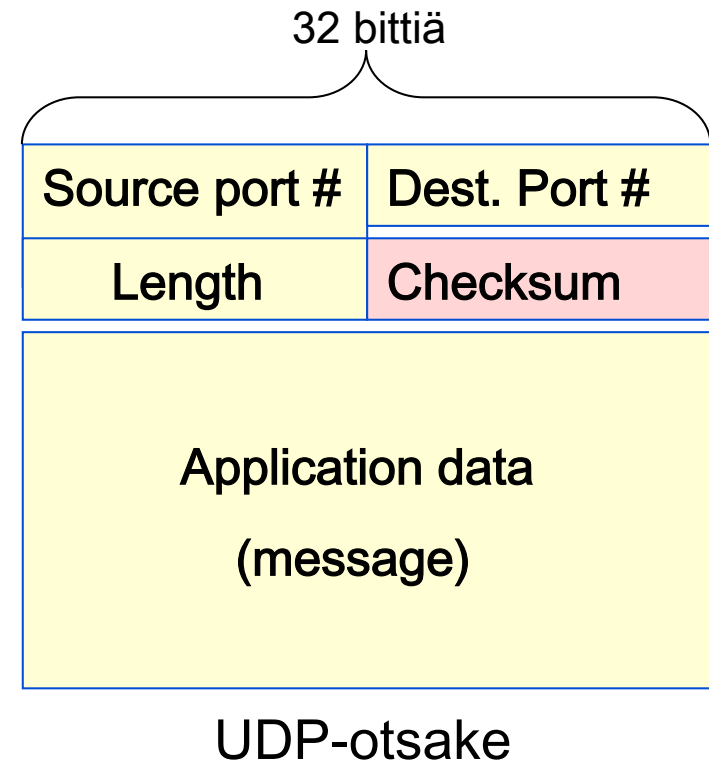 32 bittiä
Source port # Dest. Port #
Length Checksum
Application data
(message)
UDP-otsake